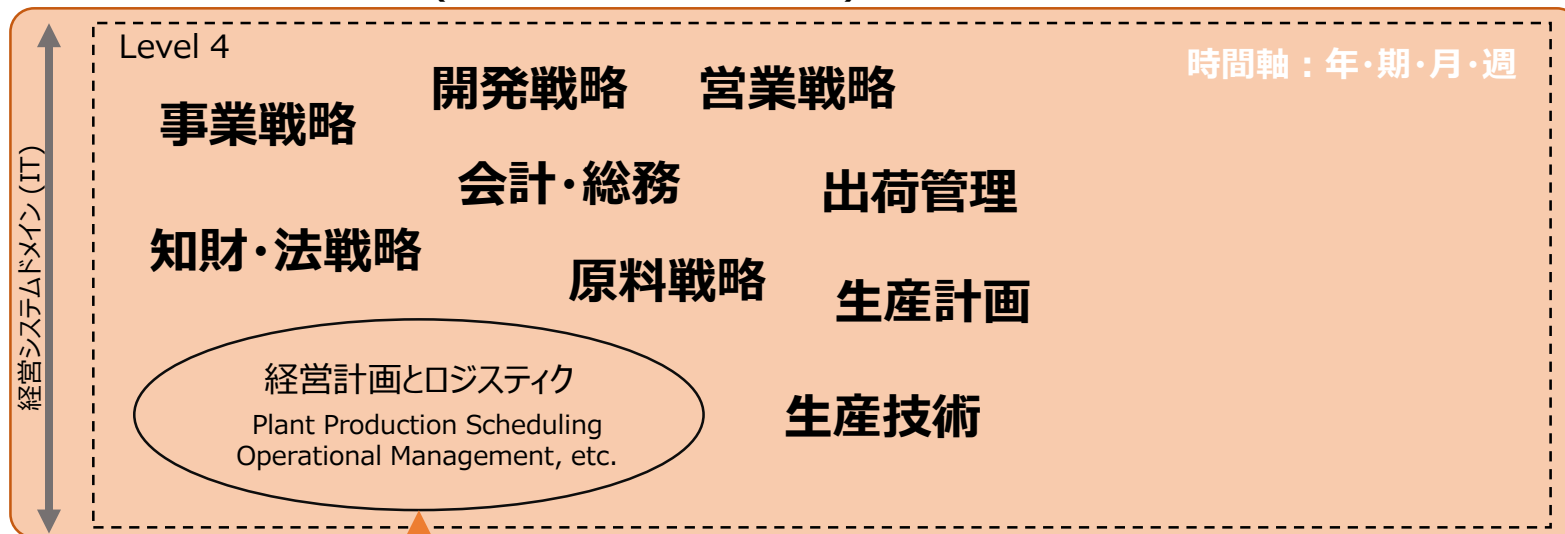 Level 4
時間軸：年・期・月・週
開発戦略
営業戦略
事業戦略
会計・総務
出荷管理
知財・法戦略
原料戦略
生産計画
経営計画とロジスティク
Plant Production Scheduling
Operational Management, etc.
生産技術
経営システムドメイン (IT)